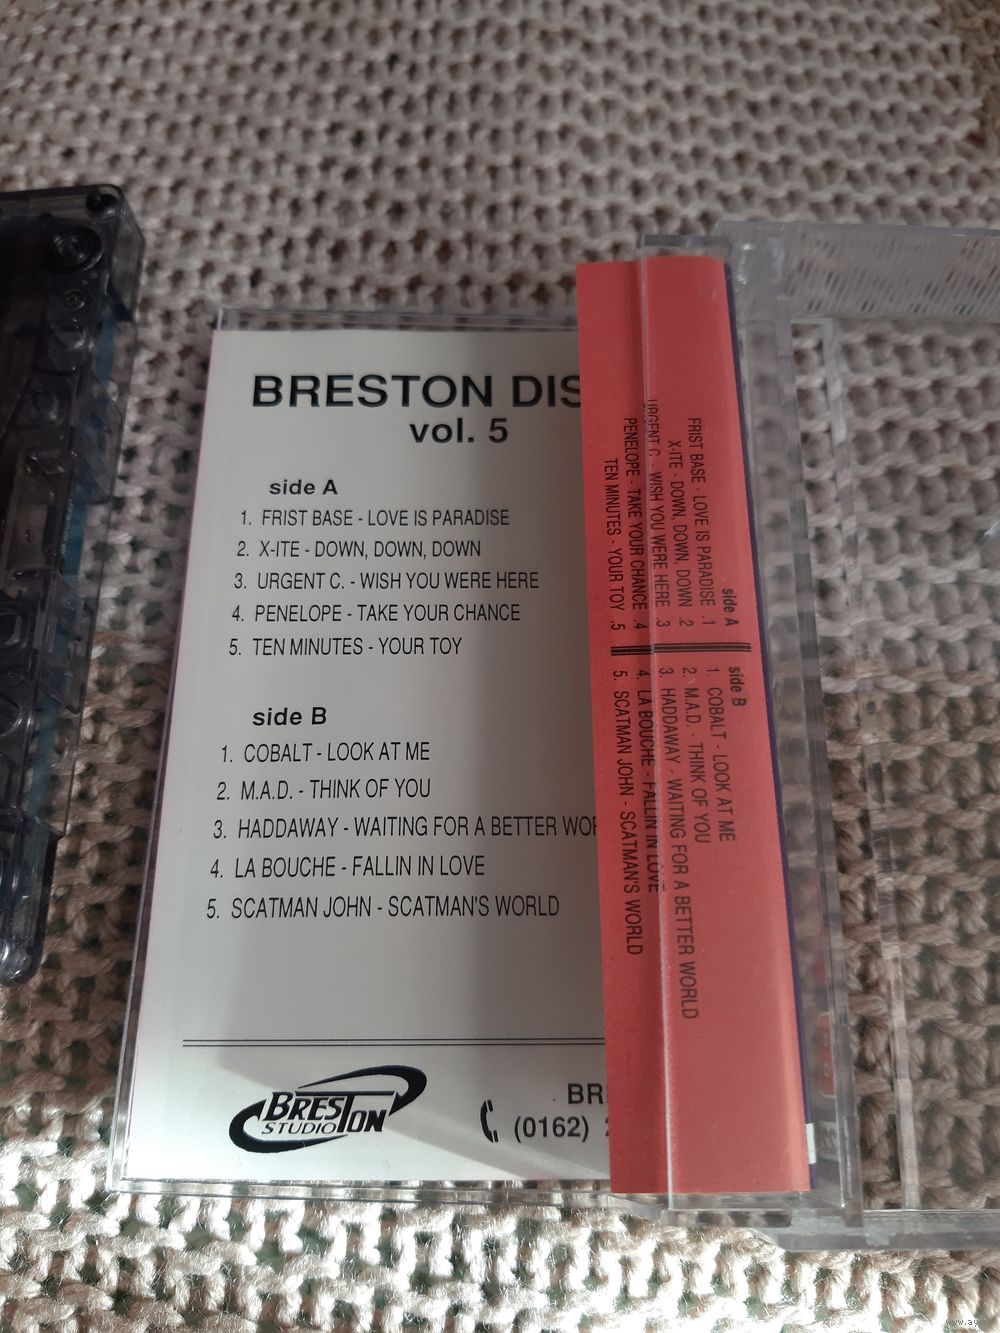 BRESTON DIS
vol. 5
side A
1. FRIST BASE - LOVE IS PARADISE
2. X-ITE - DOWN, DOWN, DOWN
3. URGENT C. - WISH YOU WERE HERE
4. PENELOPE - TAKE YOUR CHANCE
5. TEN MINUTES - YOUR TOY
side B
1. COBALT - LOOK AT ME
2. M.A.D. - THINK OF YOU
3. HADDAWAY - WAITING FOR A BETTER WOR
4. LA BOUCHE - FALLIN IN LOVE
5. SCATMAN JOHN - SCATMAN'S WORLD
BRESTON
STUDIO
BR
(0162)
side A
FRIST BASE - LOVE IS PARADISE .1
X-ITE - DOWN, DOWN, DOWN .2
URGENT C. - WISH YOU WERE HERE .3
PENELOPE - TAKE YOUR CHANCE .4
TEN MINUTES - YOUR TOY .5
side B
1. COBALT - LOOK AT ME
2. M.A.D. - THINK OF YOU
3. HADDAWAY - WAITING FOR A BETTER WORLD
4. LA BOUCHE - FALLIN IN LOVE
5. SCATMAN JOHN - SCATMAN'S WORLD
www.ay